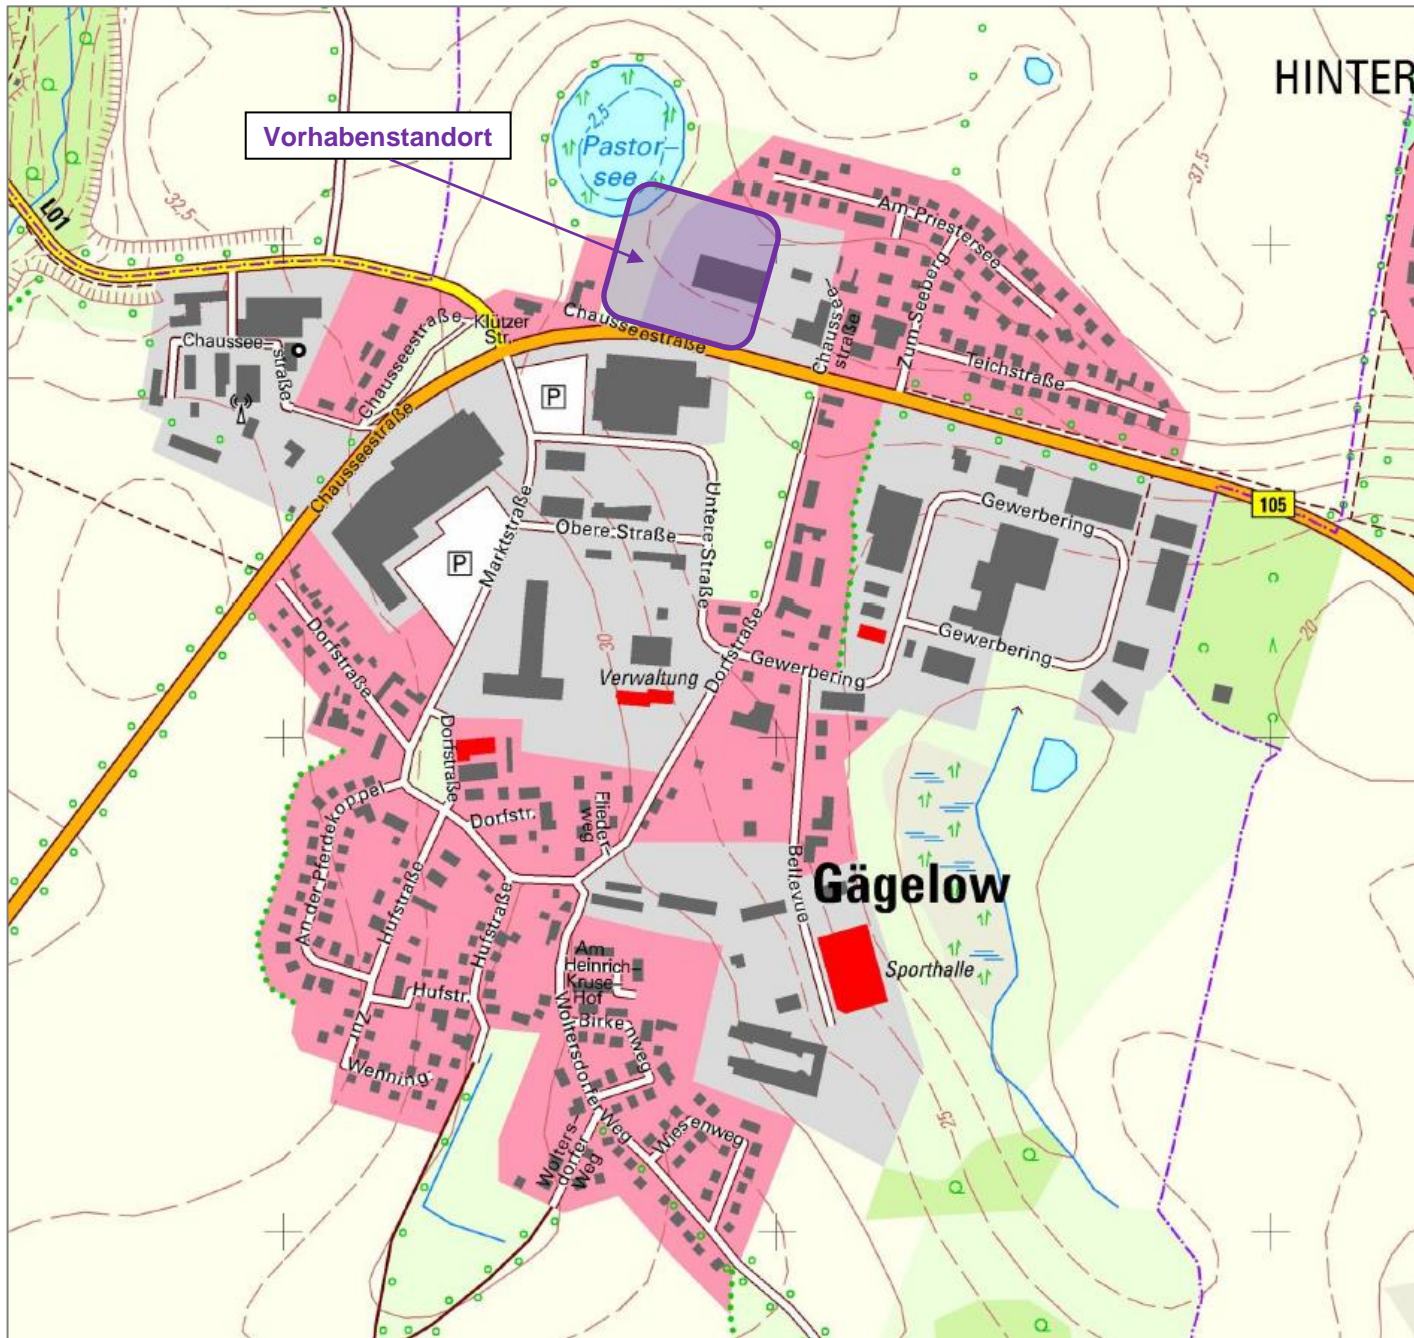 HINTER
Vorhabenstandort
2,5
Pastor-
see
37,5
32,5
L01
Am Priestersee
Zum Seeberg
Chaussee-
straße
Chausseestraße
Klützer
Str.
Chausseestraße
Chaussee-
straße
Teichstraße
P
Chausseestraße
105
Gewerbering
Untere Straße
Obere Straße
Marktstraße
P
Dorfstraße
Dorfstraße
Gewerbering
Gewerbering
20
30
Verwaltung
Dorfstraße
An der Pferdekoppel
Dorfstr.
Flieder-
weg
Bellevue
Gägelow
Hufstraße
Hufstraße
Sporthalle
Am
Heinrich-
Kruse-
Hof
Hufstr.
Birkenweg
Zur
Wenning
Woltersdorfer Weg
Wolters-
dorfer
Weg
Wiesenweg
25